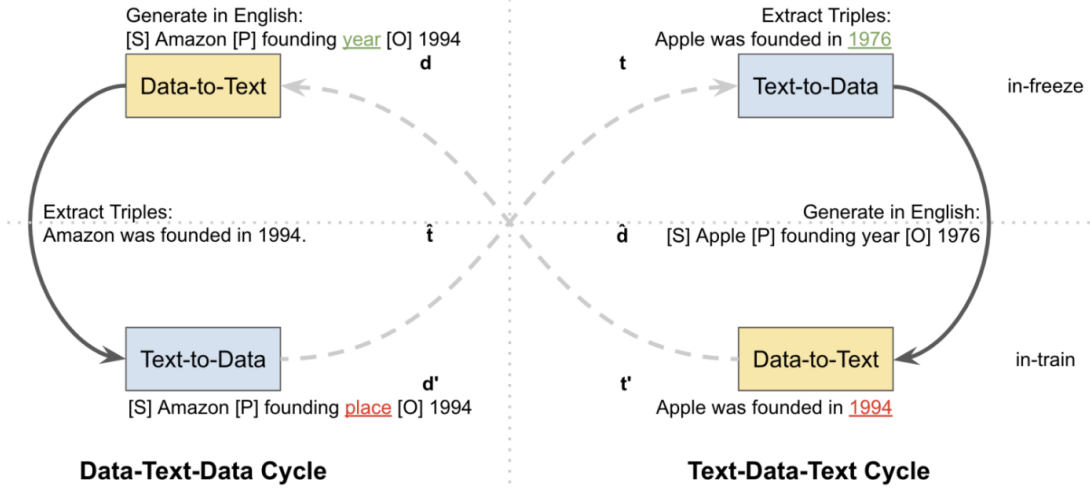 Generate in English:
[S] Amazon [P] founding year [O] 1994
Data-to-Text
d
Extract Triples:
Amazon was founded in 1994.
t̂
Text-to-Data
d'
[S] Amazon [P] founding place [O] 1994
Data-Text-Data Cycle
Extract Triples:
Apple was founded in 1976
t
Text-to-Data
in-freeze
Generate in English:
d̂
[S] Apple [P] founding year [O] 1976
Data-to-Text
in-train
t'
Apple was founded in 1994
Text-Data-Text Cycle